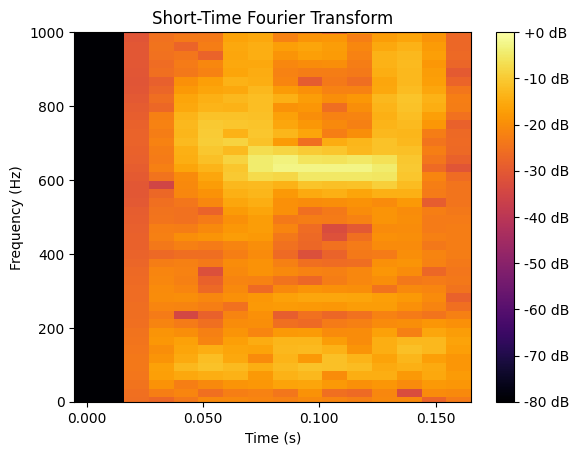 Short-Time Fourier Transform
1000
800
600
400
200
0
Frequency (Hz)
0.000
0.050
0.100
0.150
Time (s)
+0 dB
-10 dB
-20 dB
-30 dB
-40 dB
-50 dB
-60 dB
-70 dB
-80 dB